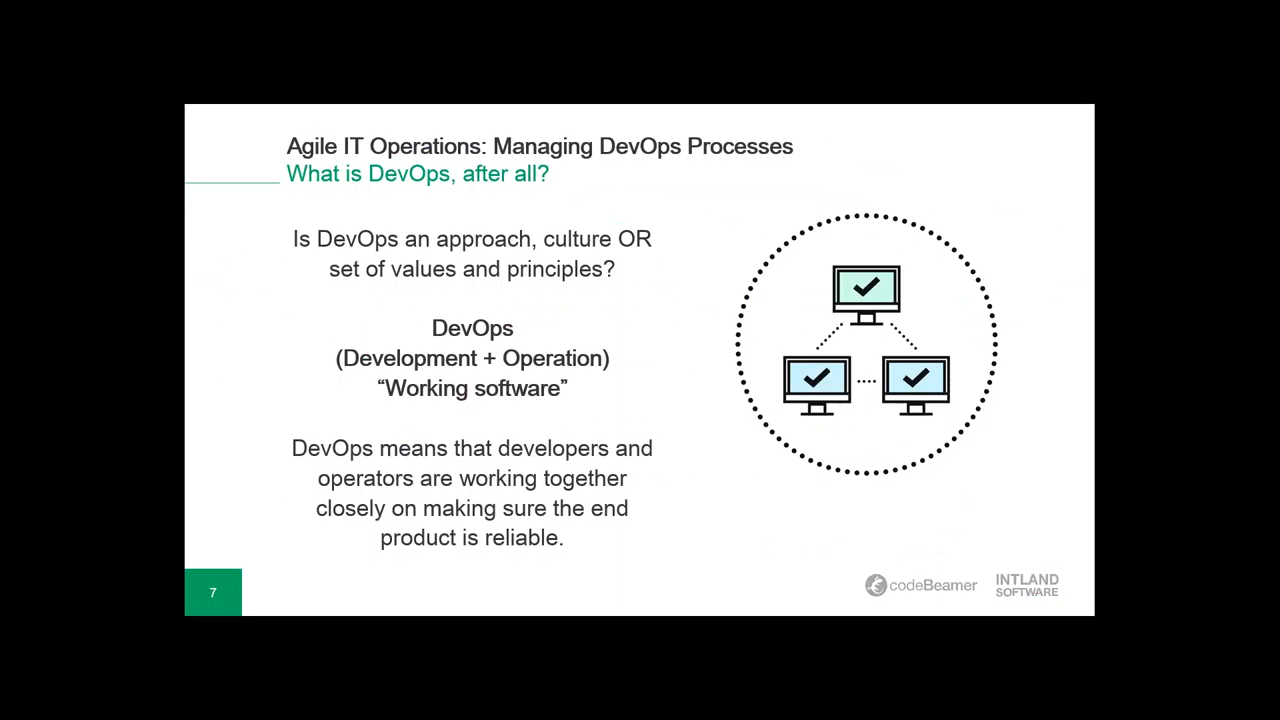 Agile IT Operations: Managing DevOps Processes
What is DevOps, after all?
Is DevOps an approach, culture OR
set of values and principles?
DevOps
(Development + Operation)
“Working software”
DevOps means that developers and
operators are working together
closely on making sure the end
product is reliable.
7
codeBeamer
INTLAND
SOFTWARE